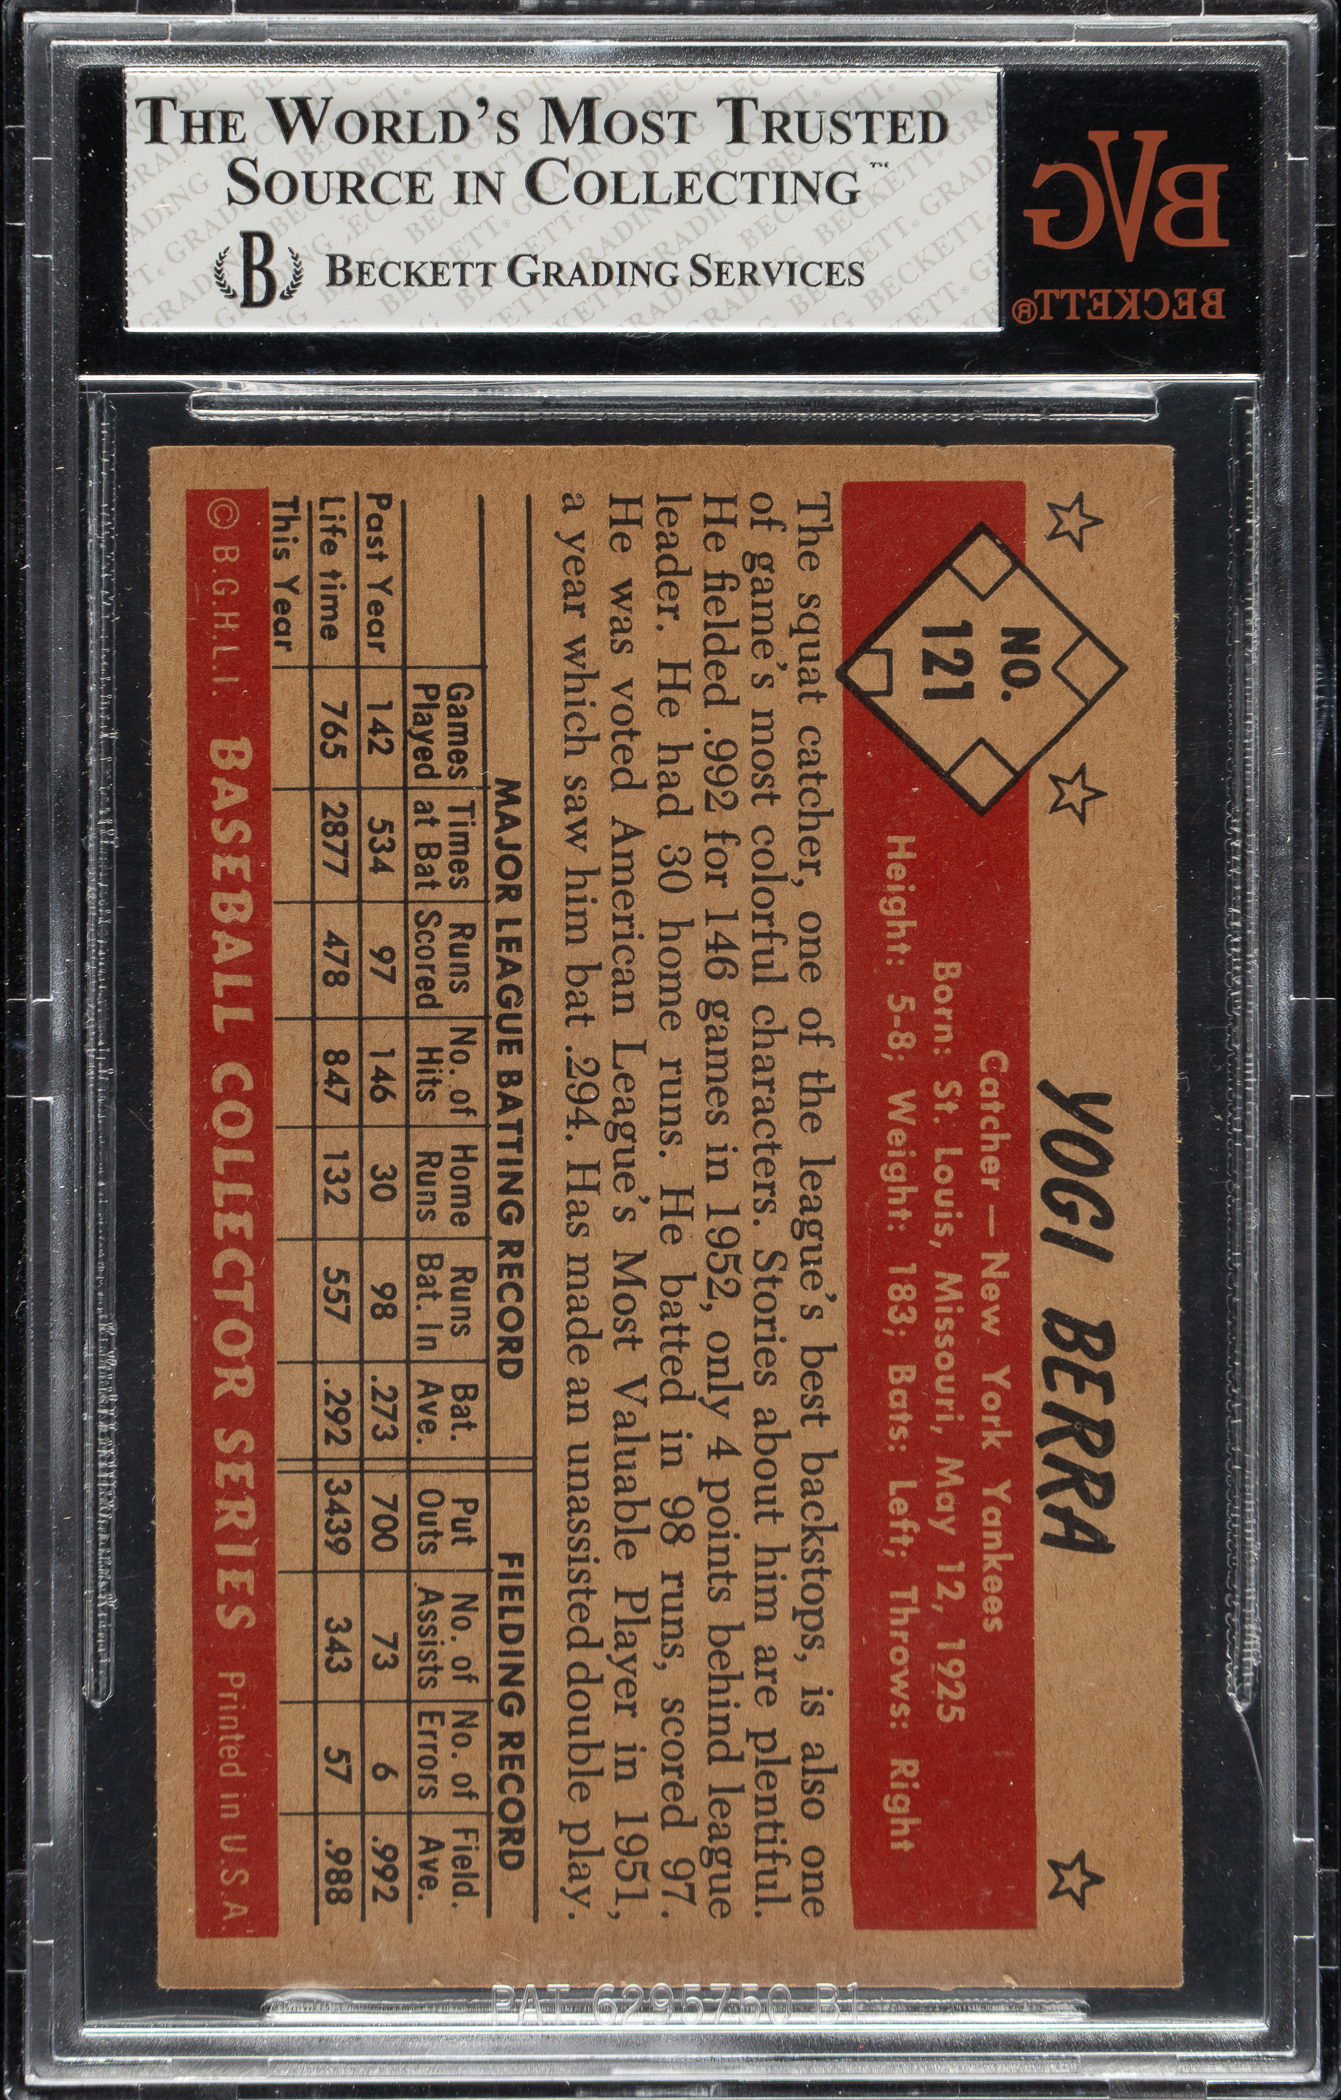 THE WORLD'S MOST TRUSTED
SOURCE IN COLLECTING™
B BECKETT GRADING SERVICES
BVG
BECKETT®
YOGI BERRA
NO.
121
Catcher — New York Yankees
Born: St. Louis, Missouri, May 12, 1925
Height: 5-8; Weight: 183; Bats: Left; Throws: Right
The squat catcher, one of the league's best backstops, is also one
of game's most colorful characters. Stories about him are plentiful.
He fielded .992 for 146 games in 1952, only 4 points behind league
leader. He had 30 home runs. He batted in 98 runs, scored 97.
He was voted American League's Most Valuable Player in 1951,
a year which saw him bat .294. Has made an unassisted double play.
MAJOR LEAGUE BATTING RECORD FIELDING RECORD
Games Times Runs No. of Home Runs Bat. Put No. of No. of Field.
Played at Bat Scored Hits Runs Bat. In Ave. Outs Assists Errors Ave.
Past Year 142 534 97 146 30 98 .273 700 73 6 .992
Life time 765 2877 478 847 132 557 .292 3439 343 57 .988
This Year
© B.G.H.L.I. BASEBALL COLLECTOR SERIES Printed in U.S.A.
PAT. 6295750 B1